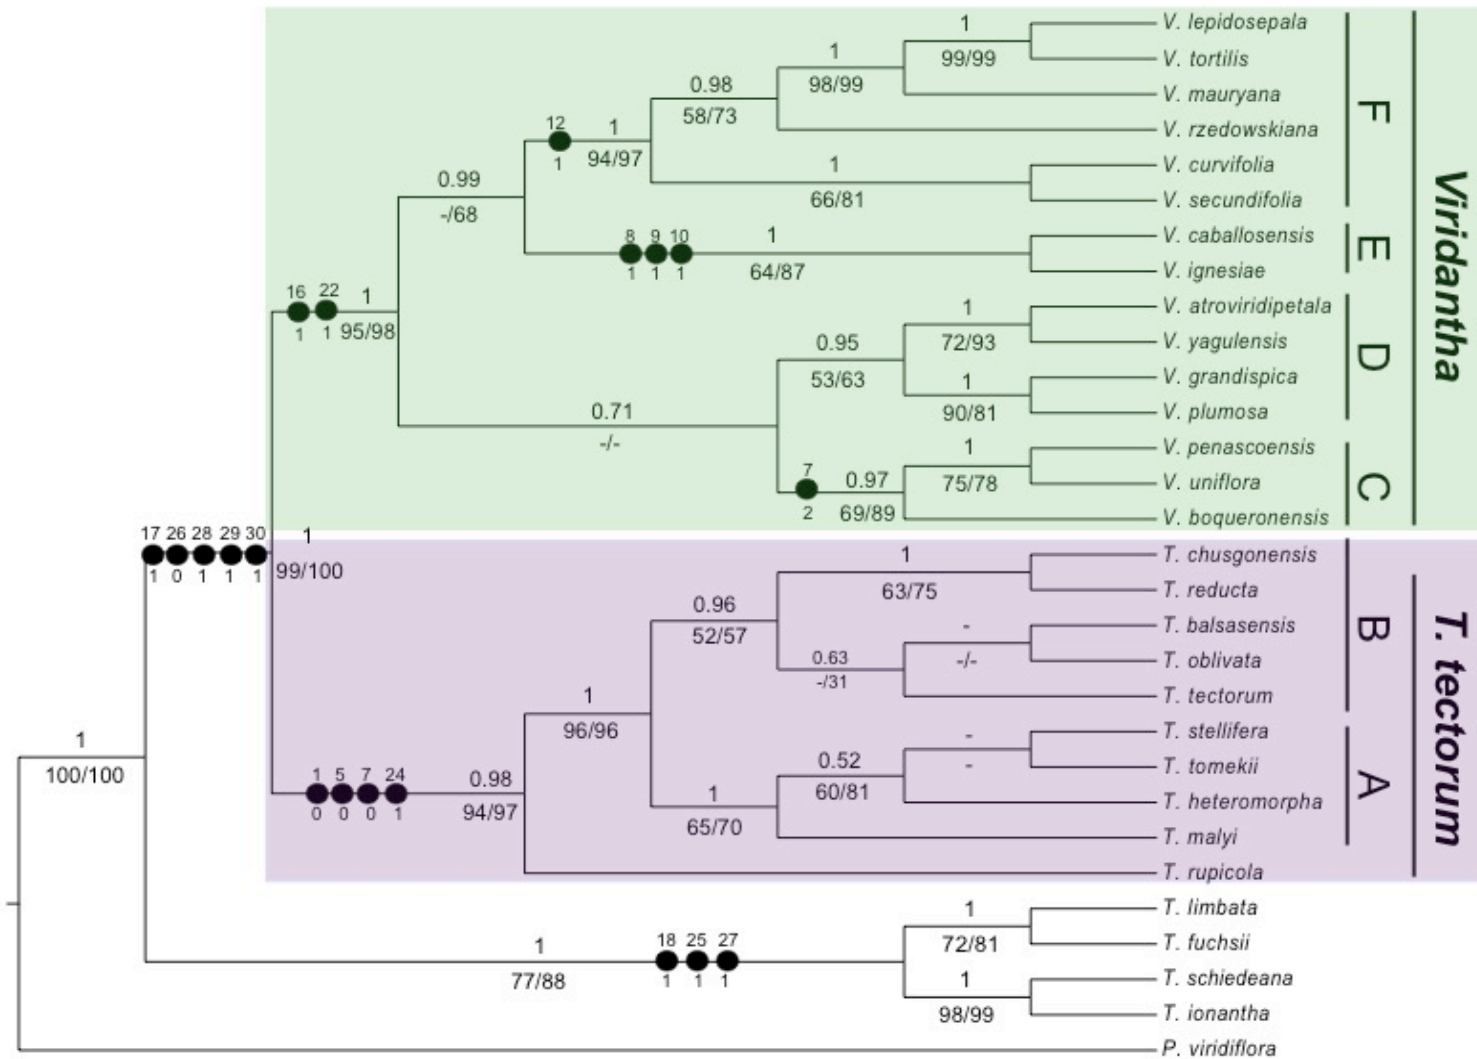 1
V. lepidosepala
99/99
1
V. tortilis
98/99
0.98
V. mauryana
58/73
12
1
V. rzedowskiana
1
94/97
1
V. curvifolia
0.99
66/81
V. secundifolia
-/68
F
8 9 10
1
V. caballosensis
1 1 1
64/87
V. ignesiae
E
16 22
1
1
V. atroviridipetala
1 1
95/98
0.95
72/93
V. yagulensis
53/63
1
V. grandispica
0.71
90/81
V. plumosa
-/-
D
1
V. penascoensis
7
0.97
75/78
V. uniflora
2
69/89
V. boqueronensis
C
Viridantha
17 26 28 29 30
1
1 0 1 1 1
99/100
1
T. chusgonensis
63/75
T. reducta
0.96
52/57
-
T. balsasensis
0.63
-/-
T. oblivata
-/31
T. tectorum
B
1
96/96
-
T. stellifera
0.52
-
T. tomekii
60/81
T. heteromorpha
1
65/70
T. malyi
A
1 5 7 24
0.98
0 0 0 1
94/97
T. rupicola
T. tectorum
1
100/100
1
T. limbata
1
18 25 27
72/81
T. fuchsii
77/88
1 1 1
1
T. schiedeana
98/99
T. ionantha
P. viridiflora